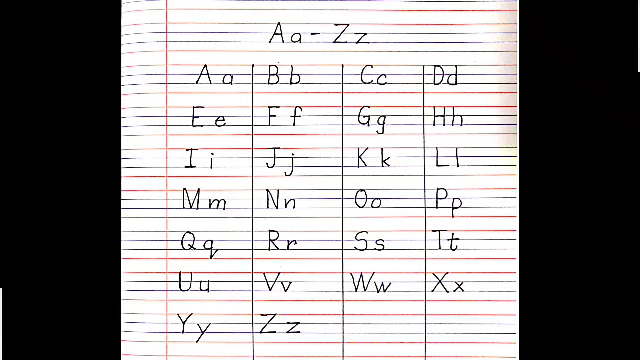 Aa - Zz
Aa Bb Cc Dd
Ee Ff Gg Hh
Ii Jj Kk Ll
Mm Nn Oo Pp
Qq Rr Ss Tt
Uu Vv Ww Xx
Yy Zz